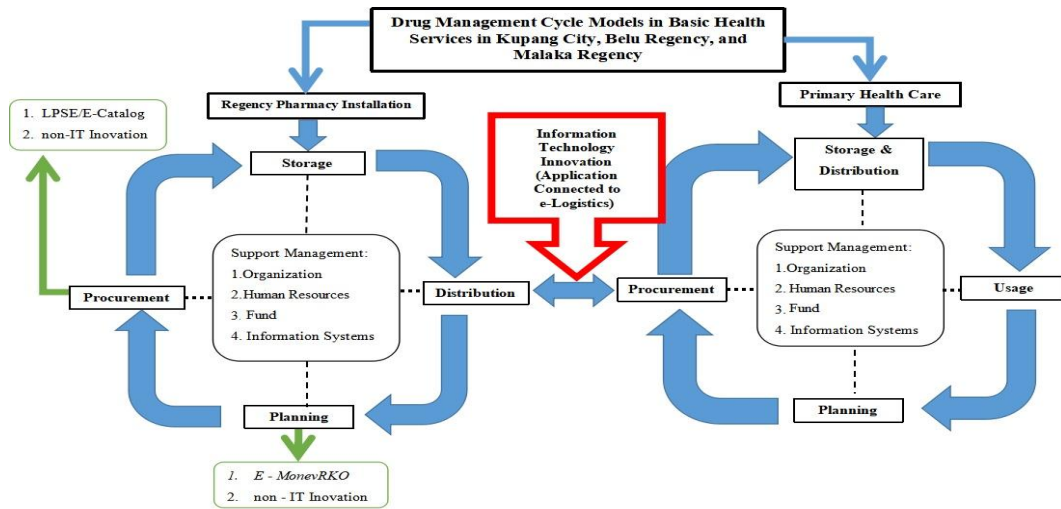 Drug Management Cycle Models in Basic Health
Services in Kupang City, Belu Regency, and
Malaka Regency
Regency Pharmacy Installation
Primary Health Care
1. LPSE/E-Catalog
2. non-IT Inovation
Storage
Information
Technology
Innovation
(Application
Connected to
e-Logistics)
Storage &
Distribution
Support Management:
1.Organization
2.Human Resources
3. Fund
4. Information Systems
Procurement
Distribution
Planning
1. E - MonevRKO
2. non - IT Inovation
Support Management:
1.Organization
2. Human Resources
3. Fund
4. Information Systems
Procurement
Usage
Planning